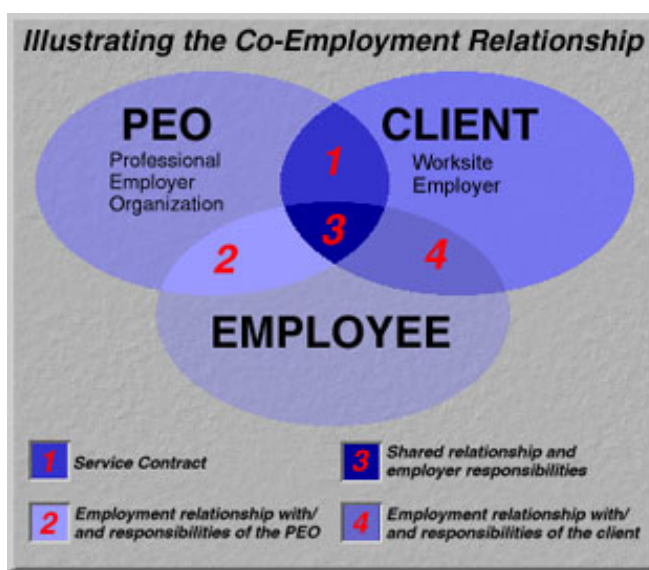 Illustrating the Co-Employment Relationship
PEO
Professional
Employer
Organization
CLIENT
Worksite
Employer
1
3
2
4
EMPLOYEE
1 Service Contract
3 Shared relationship and
employer responsibilities
2 Employment relationship with/
and responsibilities of the PEO
4 Employment relationship with/
and responsibilities of the client